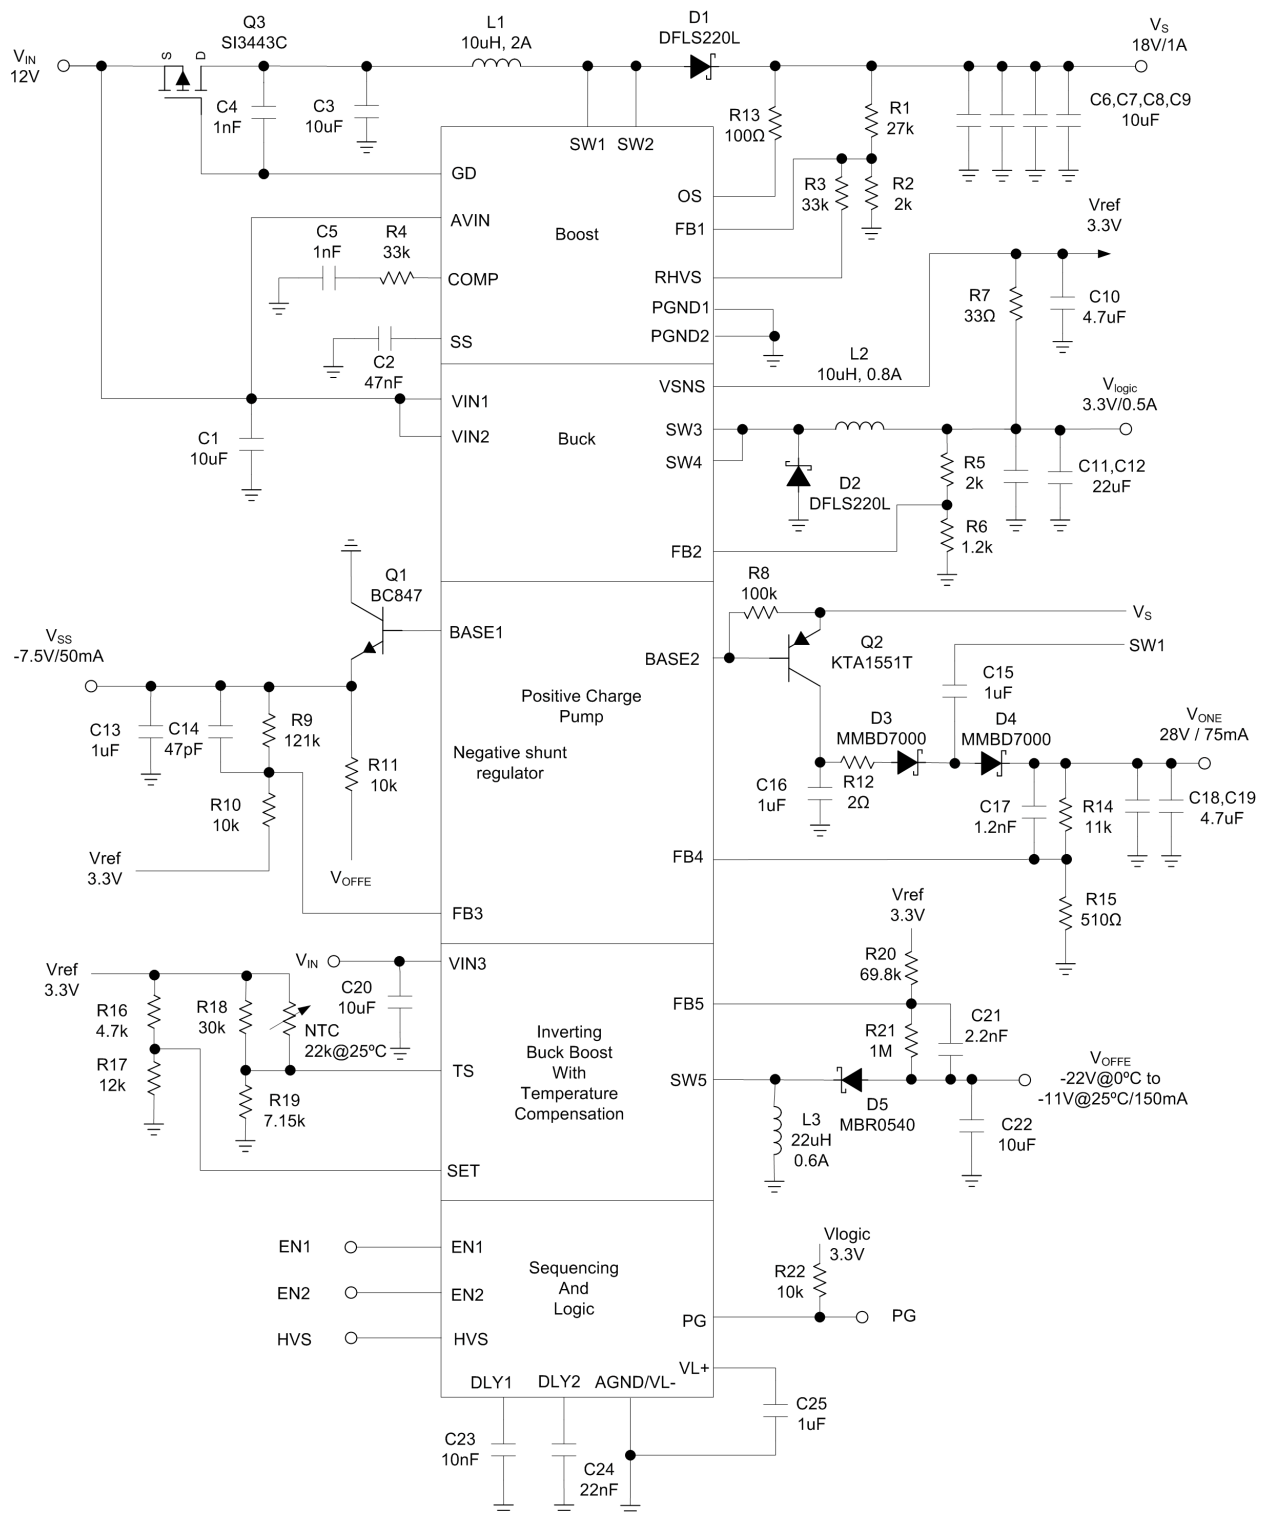 Q3
SI3443C
L1
10uH, 2A
D1
DFLS220L
VS
18V/1A
VIN
12V
S
D
C4
1nF
C3
10uF
R13
100Ω
R1
27k
C6,C7,C8,C9
10uF
SW1
SW2
GD
AVIN
COMP
SS
Boost
OS
FB1
RHVS
PGND1
PGND2
R3
33k
R2
2k
C5
1nF
R4
33k
C2
47nF
Vref
3.3V
R7
33Ω
C10
4.7uF
L2
10uH, 0.8A
VSNS
VIN1
VIN2
Buck
SW3
SW4
FB2
C1
10uF
Vlogic
3.3V/0.5A
D2
DFLS220L
R5
2k
R6
1.2k
C11,C12
22uF
Q1
BC847
BASE1
VSS
-7.5V/50mA
C13
1uF
C14
47pF
R9
121k
R10
10k
R11
10k
Vref
3.3V
VOFFE
FB3
Positive Charge
Pump
Negative shunt
regulator
BASE2
FB4
R8
100k
Q2
KTA1551T
VS
SW1
C15
1uF
D3
MMBD7000
D4
MMBD7000
VONE
28V / 75mA
C16
1uF
R12
2Ω
C17
1.2nF
R14
11k
C18,C19
4.7uF
R15
510Ω
Vref
3.3V
R16
4.7k
R17
12k
R18
30k
NTC
22k@25ºC
R19
7.15k
VIN
C20
10uF
VIN3
TS
SET
Inverting
Buck Boost
With
Temperature
Compensation
FB5
SW5
Vref
3.3V
R20
69.8k
R21
1M
C21
2.2nF
D5
MBR0540
L3
22uH
0.6A
C22
10uF
VOFFE
-22V@0ºC to
-11V@25ºC/150mA
EN1
EN1
EN2
EN2
HVS
HVS
Sequencing
And
Logic
PG
VL+
DLY1
DLY2
AGND/VL-
Vlogic
3.3V
R22
10k
PG
C25
1uF
C23
10nF
C24
22nF